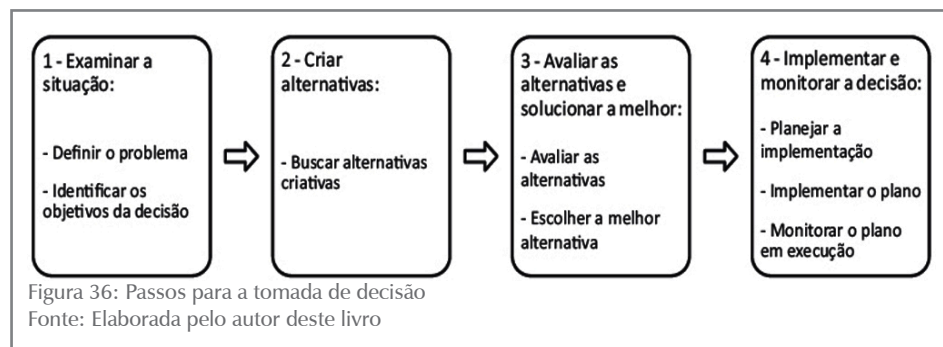 1 - Examinar a
situação:
- Definir o problema
- Identificar os
objetivos da decisão
2 - Criar
alternativas:
- Buscar alternativas
criativas
3 - Avaliar as
alternativas e
solucionar a melhor:
- Avaliar as
alternativas
- Escolher a melhor
alternativa
4 - Implementar e
monitorar a decisão:
- Planejar a
implementação
- Implementar o plano
- Monitorar o plano
em execução
Figura 36: Passos para a tomada de decisão
Fonte: Elaborada pelo autor deste livro